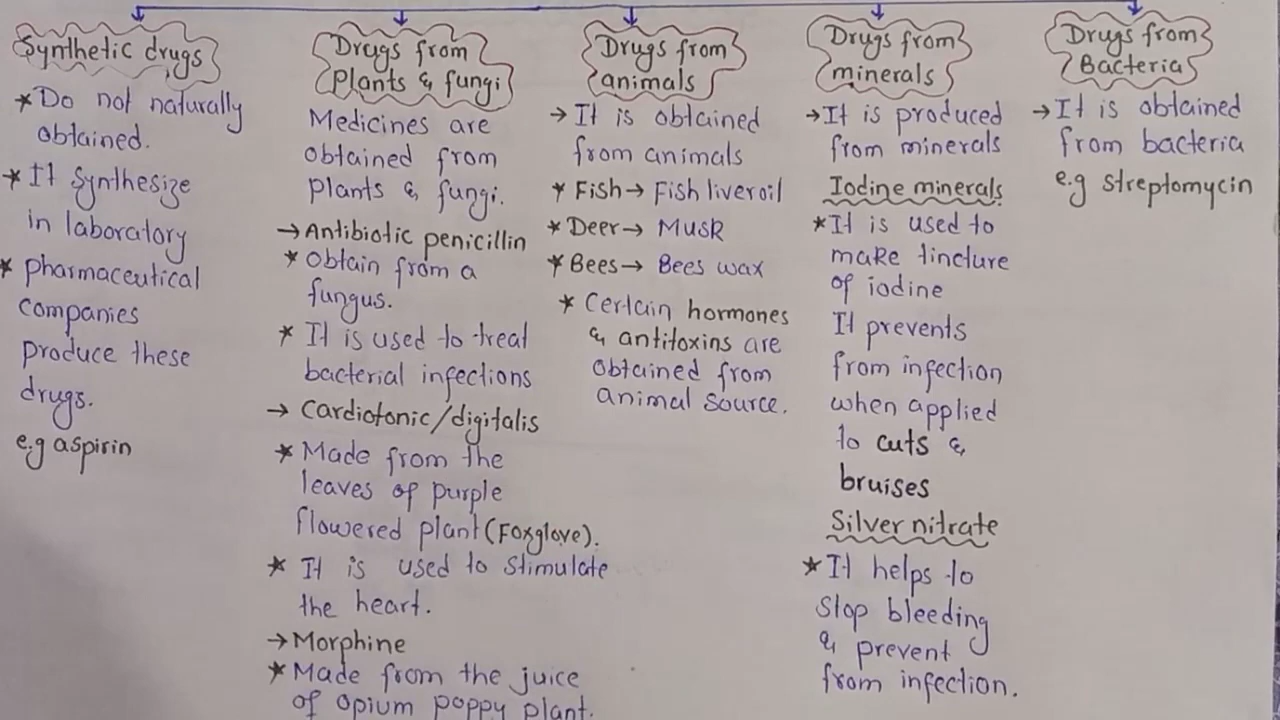 Synthetic drugs
* Do not naturally
obtained.
* It synthesize
in laboratory
* pharmaceutical
companies
produce these
drugs.
e.g aspirin
Drugs from
Plants & fungi
Medicines are
obtained from
plants & fungi.
→ Antibiotic penicillin
* obtain from a
fungus.
* It is used to treat
bacterial infections
→ Cardiotonic/digitalis
* Made from the
leaves of purple
flowered plant (Foxglove).
* It is used to stimulate
the heart.
→ Morphine
* Made from the juice
of opium poppy plant.
Drugs from
animals
→ It is obtained
from animals
* Fish → Fish liver oil
* Deer → Musk
* Bees → Bees wax
* Certain hormones
& antitoxins are
obtained from
animal source.
Drugs from
minerals
→ It is produced
from minerals
Iodine minerals
* It is used to
make tincture
of iodine
It prevents
from infection
when applied
to cuts &
bruises
Silver nitrate
* It helps to
stop bleeding
& prevent
from infection.
Drugs from
Bacteria
→ It is obtained
from bacteria
e.g streptomycin